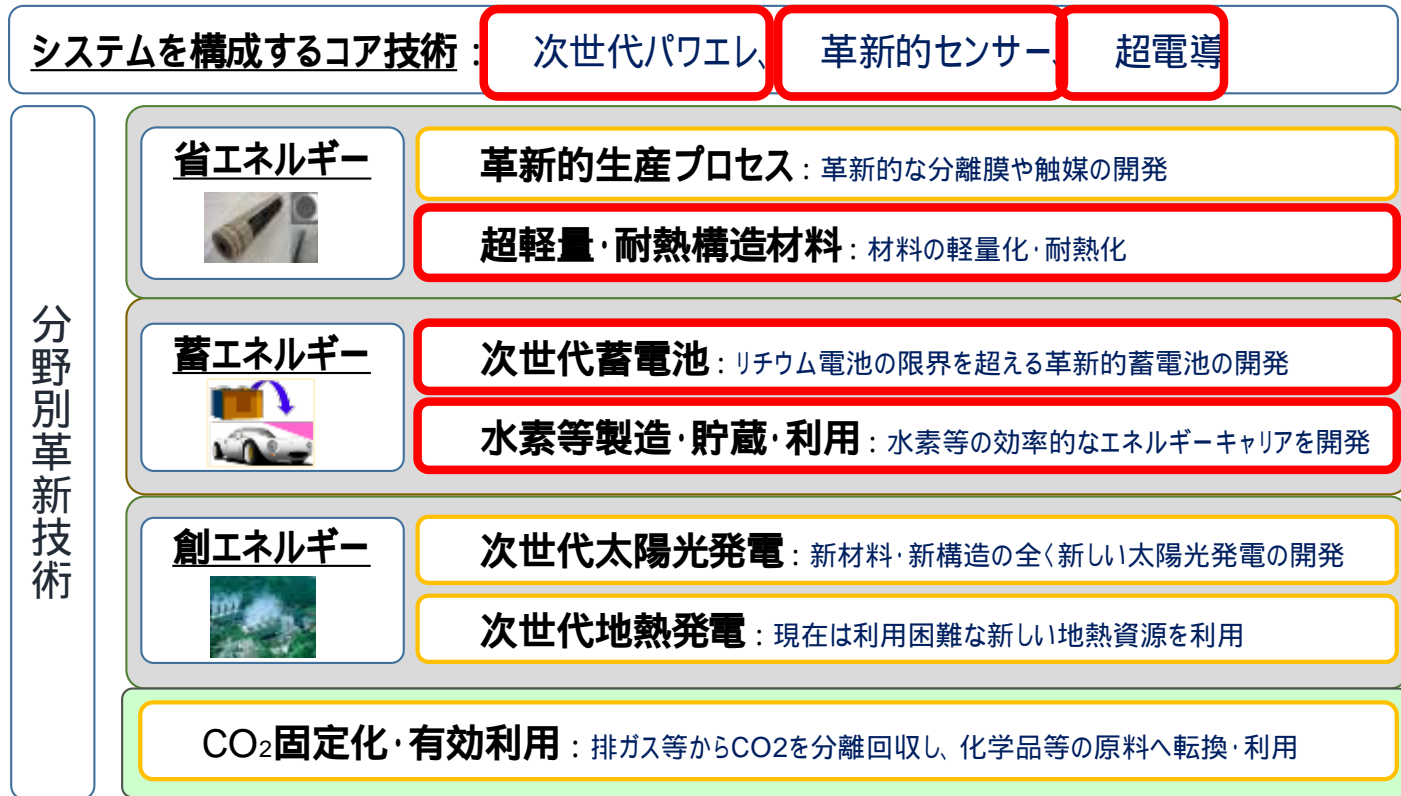 システムを構成するコア技術： 次世代パワエレ、 革新的センサー、 超電導
分野別革新技術
省エネルギー
革新的生産プロセス：革新的な分離膜や触媒の開発
超軽量・耐熱構造材料：材料の軽量化・耐熱化
蓄エネルギー
次世代蓄電池：リチウム電池の限界を超える革新的蓄電池の開発
水素等製造・貯蔵・利用：水素等の効率的なエネルギーキャリアを開発
創エネルギー
次世代太陽光発電：新材料・新構造の全く新しい太陽光発電の開発
次世代地熱発電：現在は利用困難な新しい地熱資源を利用
CO₂固定化・有効利用：排ガス等からCO2を分離回収し、化学品等の原料へ転換・利用